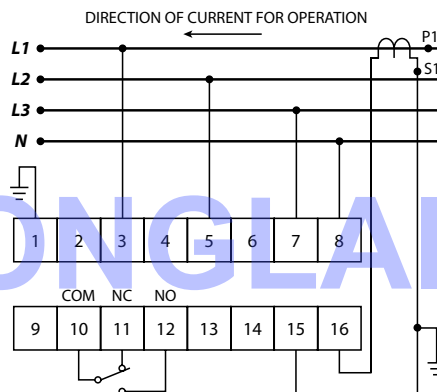 DIRECTION OF CURRENT FOR OPERATION
L1
P1
S1
L2
L3
N
1 2 3 4 5 6 7 8
COM NC NO
9 10 11 12 13 14 15 16